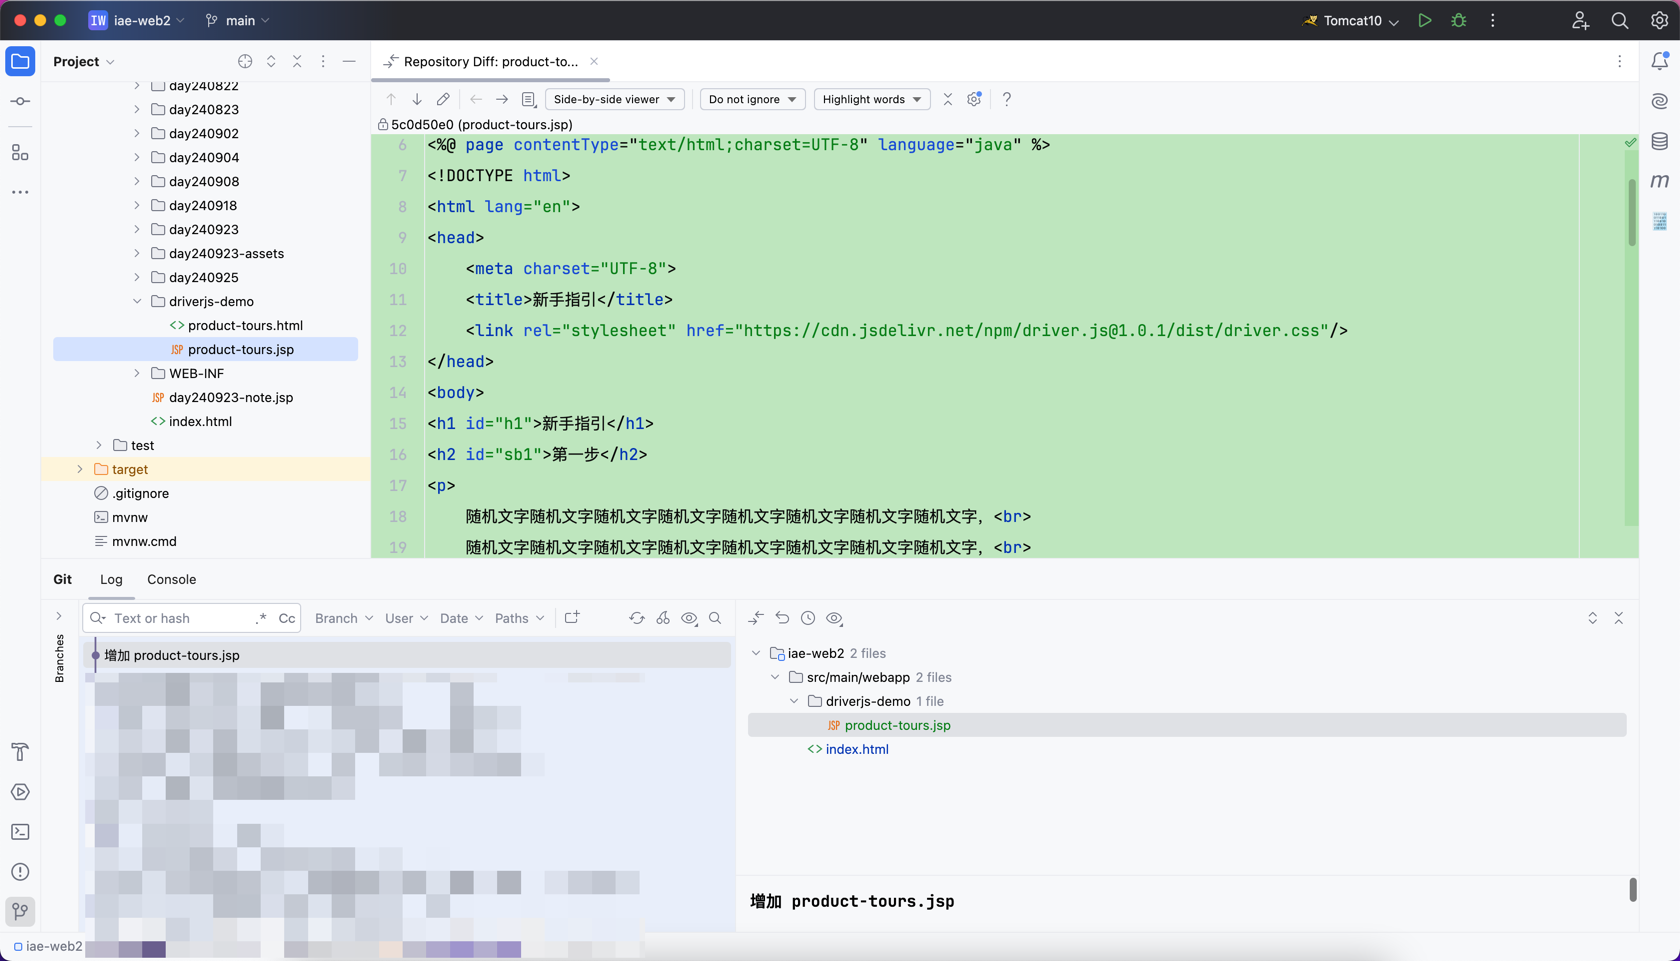 IW iae-web2 main Tomcat10
Project
Repository Diff: product-to...
day240822
day240823
day240902
day240904
day240908
day240918
day240923
day240923-assets
day240925
driverjs-demo
<> product-tours.html
JSP product-tours.jsp
WEB-INF
JSP day240923-note.jsp
<> index.html
test
target
.gitignore
mvnw
mvnw.cmd
Side-by-side viewer Do not ignore Highlight words ?
5c0d50e0 (product-tours.jsp)
6 <%@ page contentType="text/html;charset=UTF-8" language="java" %>
7 <!DOCTYPE html>
8 <html lang="en">
9 <head>
10 <meta charset="UTF-8">
11 <title>新手指引</title>
12 <link rel="stylesheet" href="https://cdn.jsdelivr.net/npm/driver.js@1.0.1/dist/driver.css"/>
13 </head>
14 <body>
15 <h1 id="h1">新手指引</h1>
16 <h2 id="sb1">第一步</h2>
17 <p>
18 随机文字随机文字随机文字随机文字随机文字随机文字随机文字随机文字，<br>
19 随机文字随机文字随机文字随机文字随机文字随机文字随机文字随机文字，<br>
m
Git Log Console
Branches
Text or hash .* Cc Branch User Date Paths
增加 product-tours.jsp
iae-web2 2 files
src/main/webapp 2 files
driverjs-demo 1 file
JSP product-tours.jsp
<> index.html
增加 product-tours.jsp
iae-web2